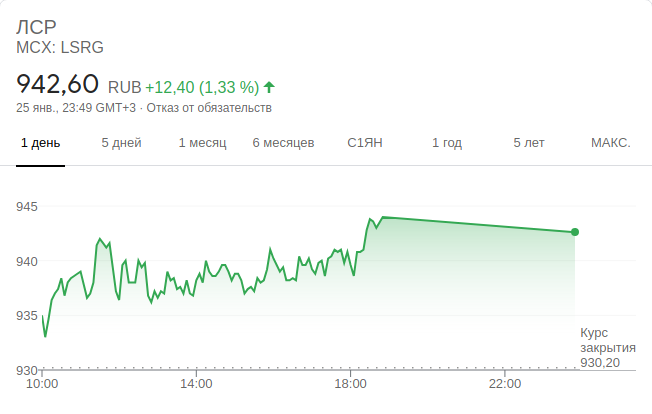 ЛСР
MCX: LSRG
942,60 RUB +12,40 (1,33 %)
25 янв., 23:49 GMT+3 · Отказ от обязательств
1 день 5 дней 1 месяц 6 месяцев С1ЯН 1 год 5 лет МАКС.
945
940
935
Курс
закрытия
930,20
930
10:00 14:00 18:00 22:00